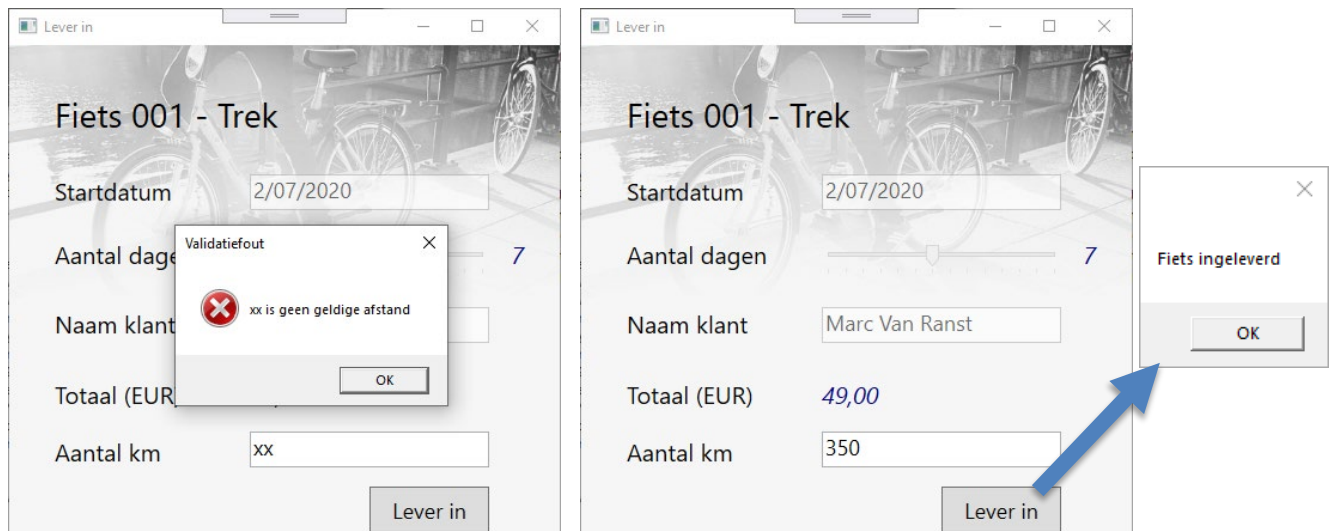 Lever in
Fiets 001 - Trek
Startdatum 2/07/2020
Aantal dage 7
Validatiefout
xx is geen geldige afstand
OK
Naam klant
Totaal (EUR)
Aantal km xx
Lever in
Lever in
Fiets 001 - Trek
Startdatum 2/07/2020
Aantal dagen 7
Naam klant Marc Van Ranst
Totaal (EUR) 49,00
Aantal km 350
Lever in
Fiets ingeleverd
OK